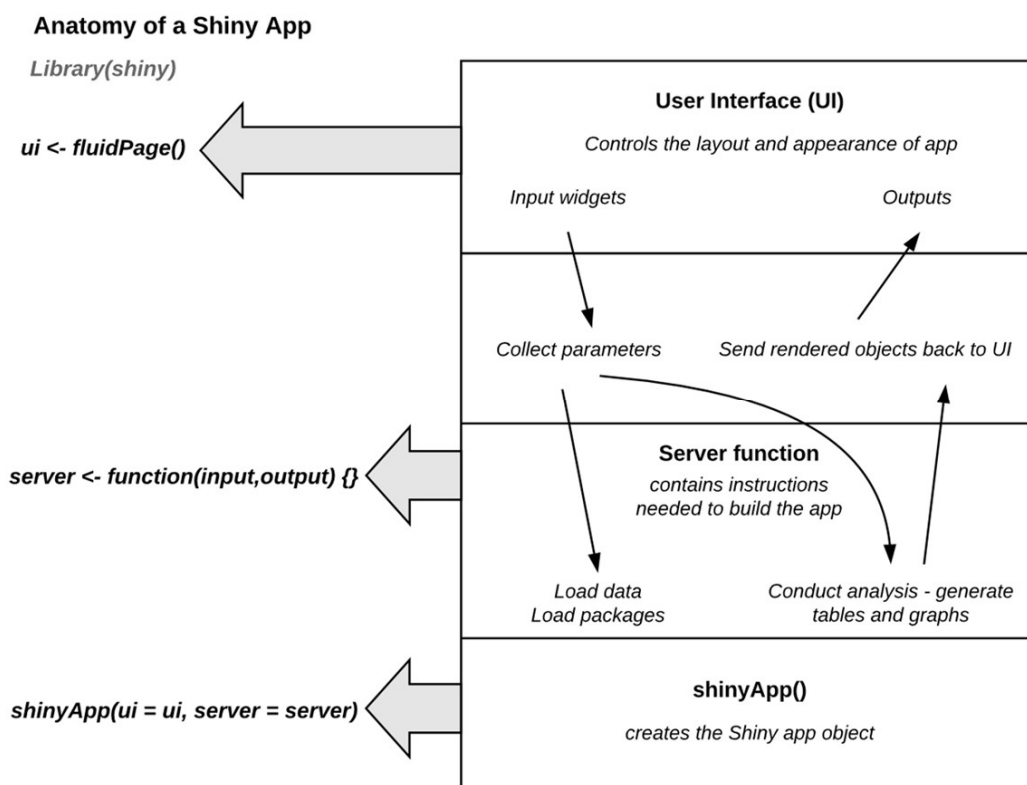 Anatomy of a Shiny App
Library(shiny)
User Interface (UI)
Controls the layout and appearance of app
ui <- fluidPage()
Input widgets
Outputs
Collect parameters
Send rendered objects back to UI
Server function
contains instructions
needed to build the app
server <- function(input,output) {}
Load data
Load packages
Conduct analysis - generate
tables and graphs
shinyApp()
creates the Shiny app object
shinyApp(ui = ui, server = server)